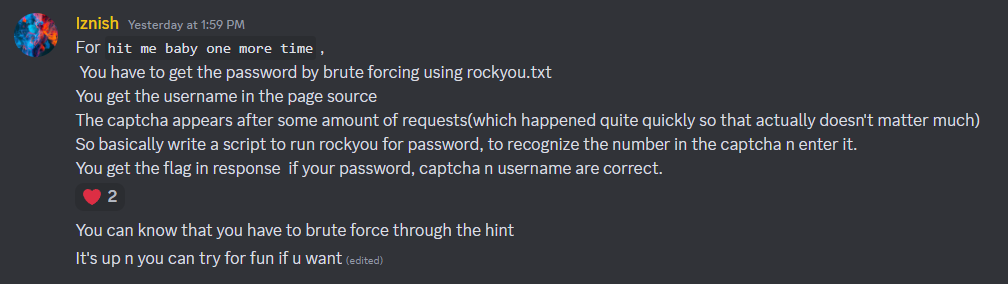 Iznish Yesterday at 1:59 PM
For hit me baby one more time ,
You have to get the password by brute forcing using rockyou.txt
You get the username in the page source
The captcha appears after some amount of requests(which happened quite quickly so that actually doesn't matter much)
So basically write a script to run rockyou for password, to recognize the number in the captcha n enter it.
You get the flag in response if your password, captcha n username are correct.
2
You can know that you have to brute force through the hint
It's up n you can try for fun if u want (edited)